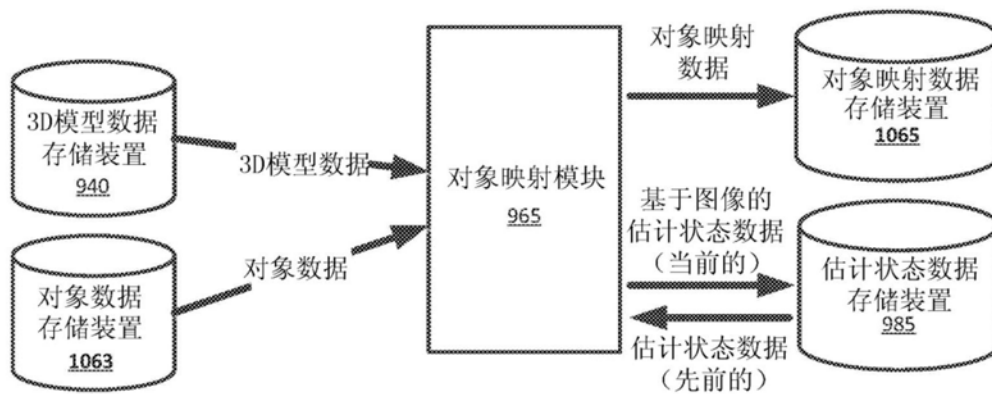 3D模型数据
存储装置
940
3D模型数据
对象数据
存储装置
1063
对象数据
对象映射模块
965
对象映射
数据
对象映射数据
存储装置
1065
基于图像的
估计状态数据
（当前的）
估计状态数据
（先前的）
估计状态数据
存储装置
985